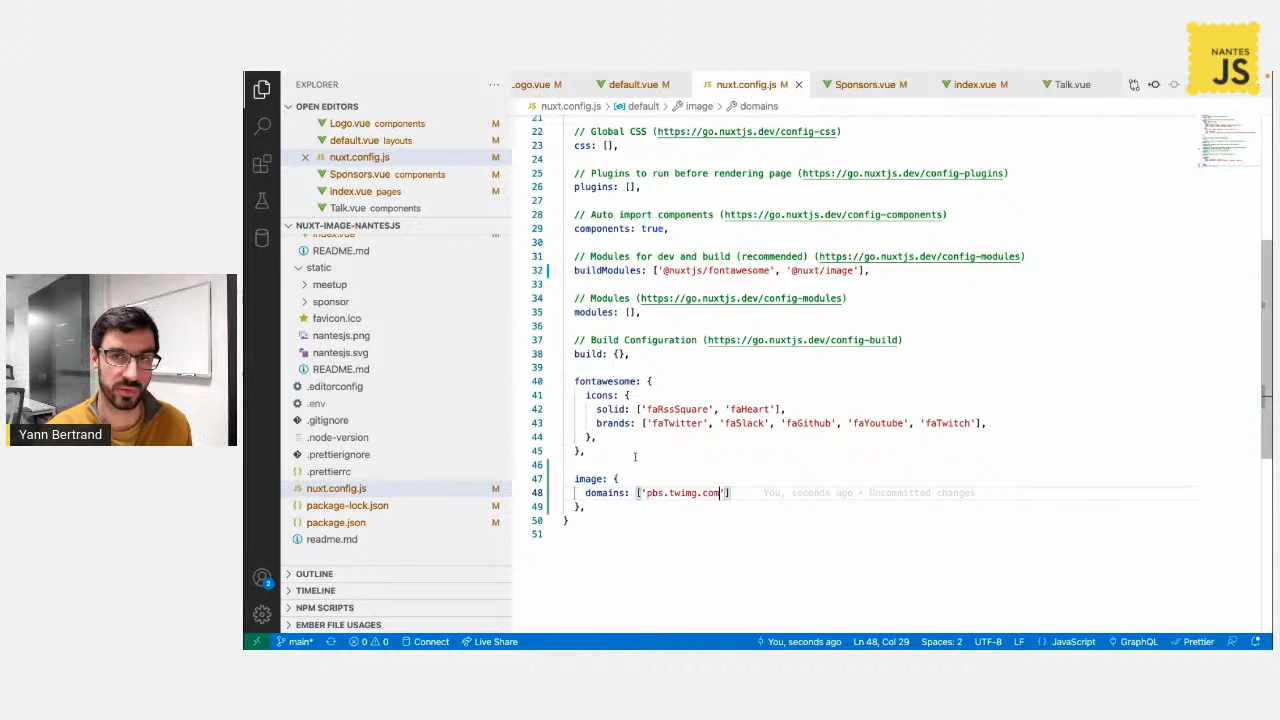 NANTES
JS
EXPLORER
OPEN EDITORS
Logo.vue components M
default.vue layouts M
nuxt.config.js
Sponsors.vue components M
index.vue pages M
Talk.vue components
NUXT-IMAGE-NANTESJS
index.vue
README.md
static
meetup
sponsor
favicon.ico
nantesjs.png
nantesjs.svg
README.md
.editorconfig
.env
.gitignore
.node-version
.prettierignore
.prettierrc
nuxt.config.js M
package-lock.json M
package.json M
readme.md
OUTLINE
TIMELINE
NPM SCRIPTS
EMBER FILE USAGES
2
Logo.vue M default.vue M nuxt.config.js M Sponsors.vue M index.vue M Talk.vue
nuxt.config.js > default > image > domains
21
22 // Global CSS (https://go.nuxtjs.dev/config-css)
23 css: [],
24
25 // Plugins to run before rendering page (https://go.nuxtjs.dev/config-plugins)
26 plugins: [],
27
28 // Auto import components (https://go.nuxtjs.dev/config-components)
29 components: true,
30
31 // Modules for dev and build (recommended) (https://go.nuxtjs.dev/config-modules)
32 buildModules: ['@nuxtjs/fontawesome', '@nuxt/image'],
33
34 // Modules (https://go.nuxtjs.dev/config-modules)
35 modules: [],
36
37 // Build Configuration (https://go.nuxtjs.dev/config-build)
38 build: {},
39
40 fontawesome: {
41 icons: {
42 solid: ['faRssSquare', 'faHeart'],
43 brands: ['faTwitter', 'faSlack', 'faGithub', 'faYoutube', 'faTwitch'],
44 },
45 },
46
47 image: {
48 domains: ['pbs.twimg.com'] You, seconds ago • Uncommitted changes
49 },
50 }
51
Yann Bertrand
main* 0 0 Connect Live Share You, seconds ago Ln 48, Col 29 Spaces: 2 UTF-8 LF JavaScript GraphQL Prettier